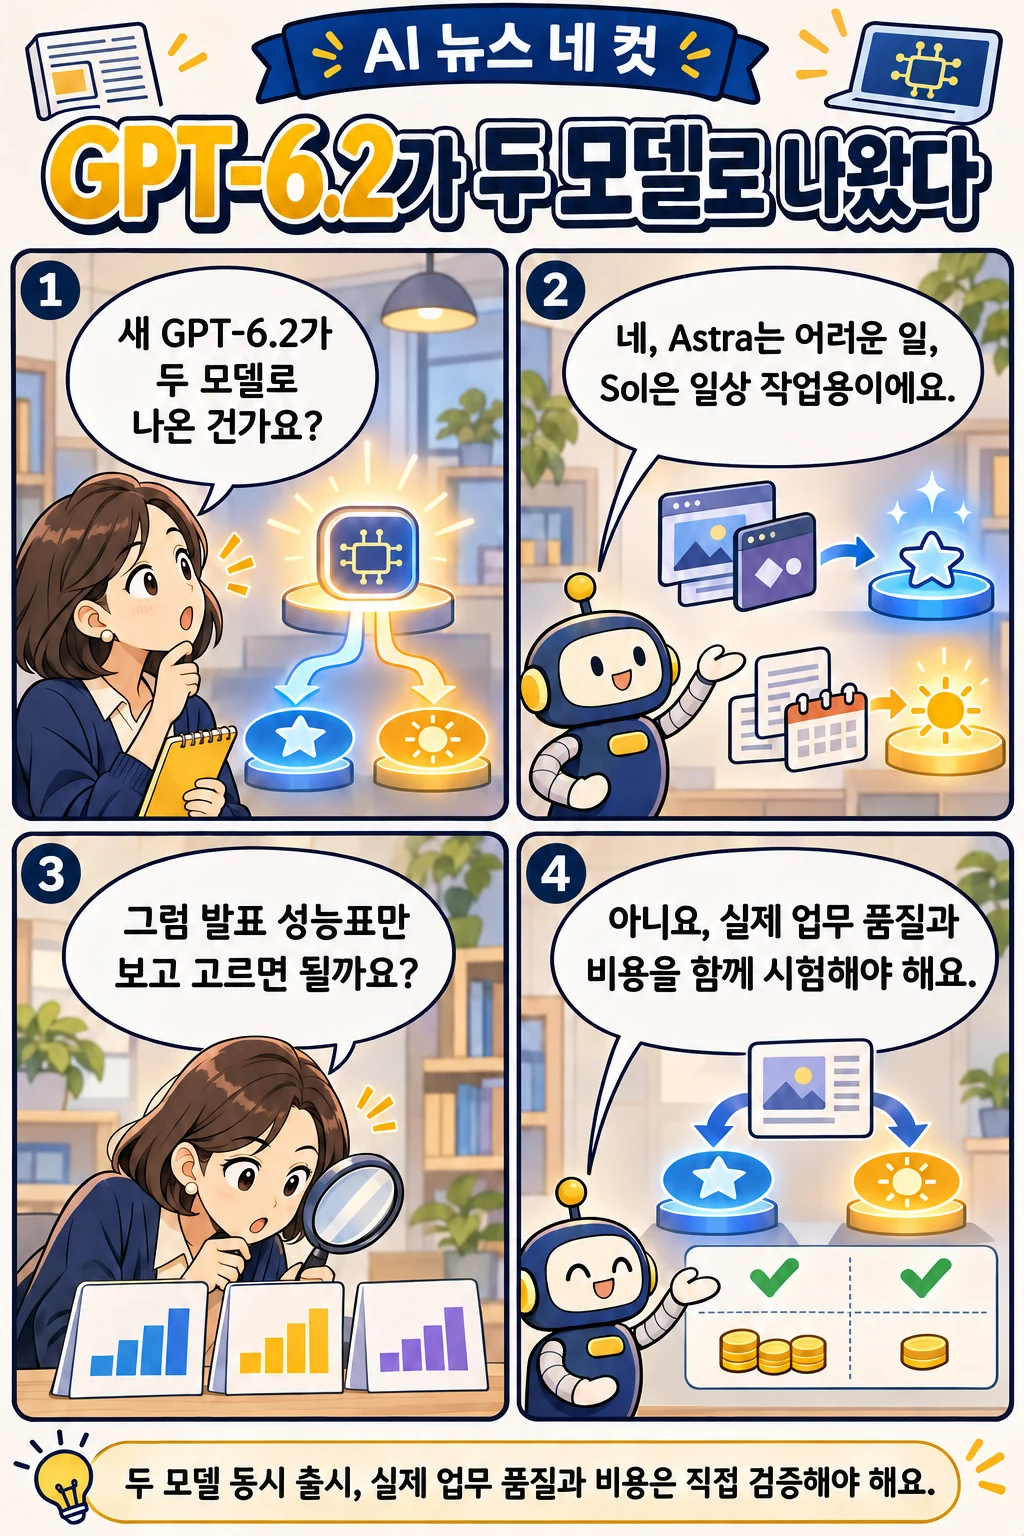 AI 뉴스 네 컷
GPT-6.2가 두 모델로 나왔다
1
새 GPT-6.2가
두 모델로
나온 건가요?
2
네, Astra는 어려운 일,
Sol은 일상 작업용이에요.
3
그럼 발표 성능표만
보고 고르면 될까요?
4
아니요, 실제 업무 품질과
비용을 함께 시험해야 해요.
두 모델 동시 출시, 실제 업무 품질과 비용은 직접 검증해야 해요.